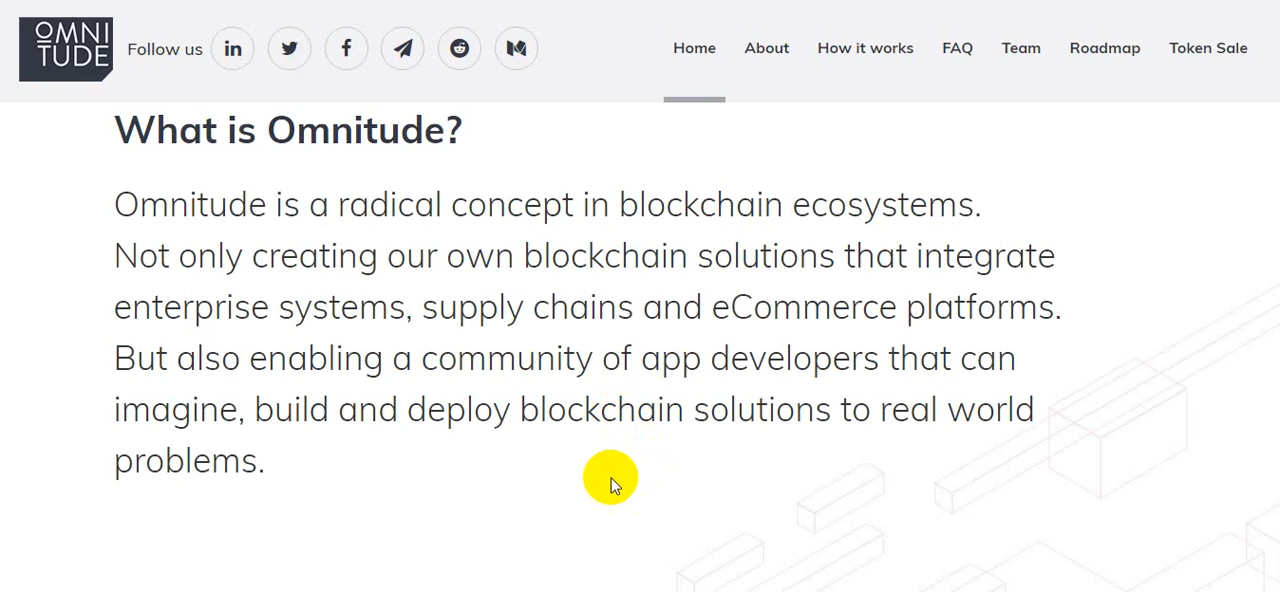 OMNI
TUDE
Follow us
Home About How it works FAQ Team Roadmap Token Sale
What is Omnitude?
Omnitude is a radical concept in blockchain ecosystems.
Not only creating our own blockchain solutions that integrate
enterprise systems, supply chains and eCommerce platforms.
But also enabling a community of app developers that can
imagine, build and deploy blockchain solutions to real world
problems.